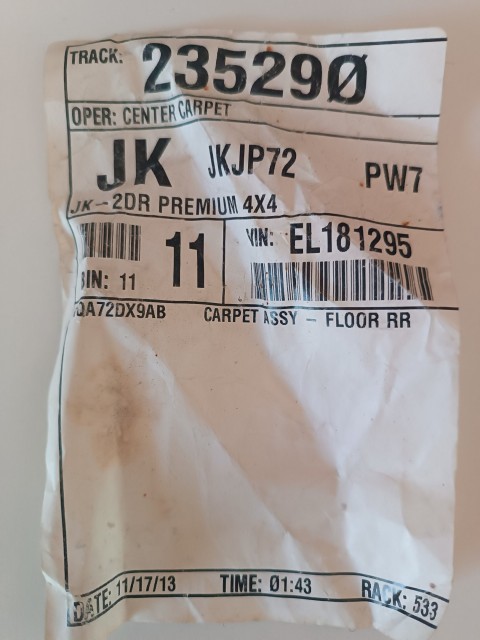 TRACK: 235290
OPER: CENTER CARPET
JK JKJP72 PW7
JK-2DR PREMIUM 4X4
BIN: 11 11 VIN: EL181295
QA72DX9AB CARPET ASSY - FLOOR RR
DATE: 11/17/13 TIME: 01:43 RACK: 533